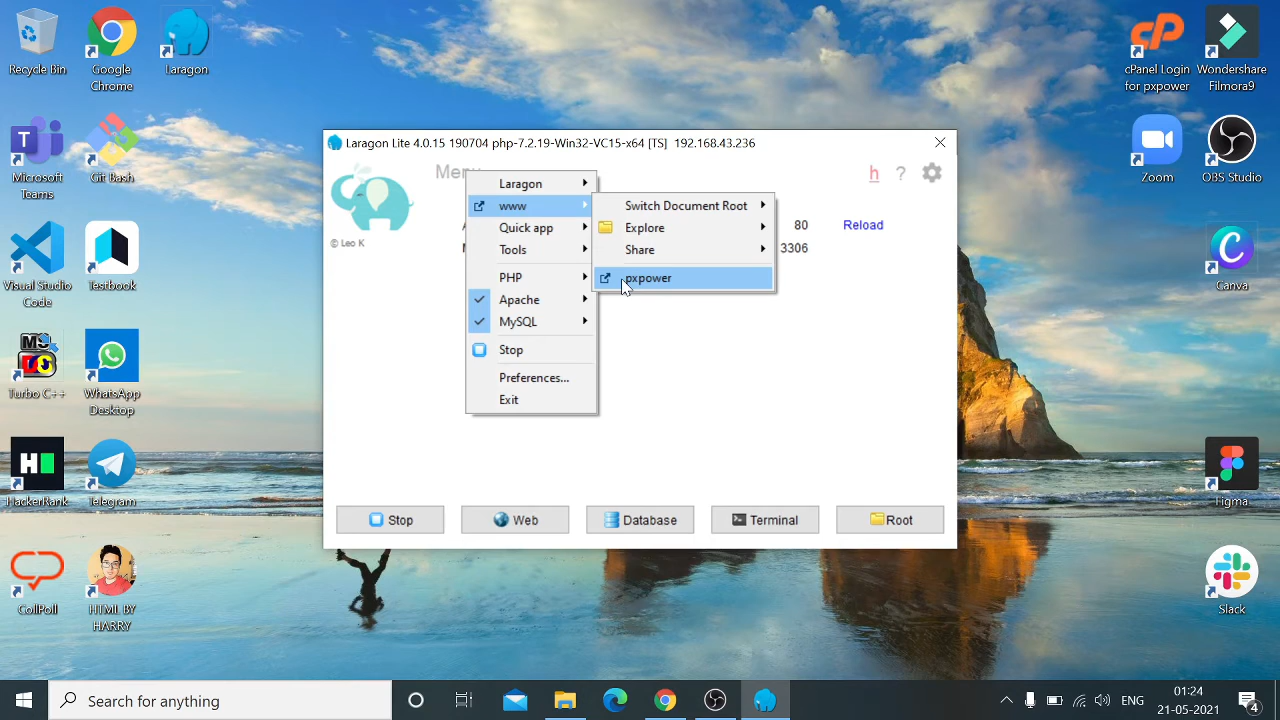 Recycle Bin
Google
Chrome
Laragon
Microsoft
Teams
Git Bash
Visual Studio
Code
Testbook
Turbo C++
WhatsApp
Desktop
HackerRank
Telegram
CollPoll
HTML BY
HARRY
cPanel Login
for pxpower
Wondershare
Filmora9
Zoom
OBS Studio
Canva
Figma
Slack
Laragon Lite 4.0.15 190704 php-7.2.19-Win32-VC15-x64 [TS] 192.168.43.236
Menu
h ?
© Leo K
80 Reload
3306
Laragon
www
Quick app
Tools
PHP
Apache
MySQL
Stop
Preferences...
Exit
Switch Document Root
Explore
Share
pxpower
Stop
Web
Database
Terminal
Root
Search for anything
ENG
01:24
21-05-2021
4